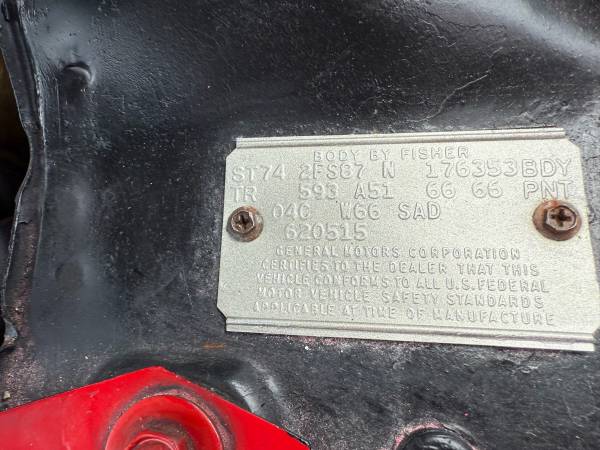 BODY BY FISHER
ST74 2FS87 N 176353 BDY
TR 593 A51 66 66 PNT
04C W66 SAD
620515
GENERAL MOTORS CORPORATION
CERTIFIES TO THE DEALER THAT THIS
VEHICLE CONFORMS TO ALL U.S. FEDERAL
MOTOR VEHICLE SAFETY STANDARDS
APPLICABLE AT TIME OF MANUFACTURE